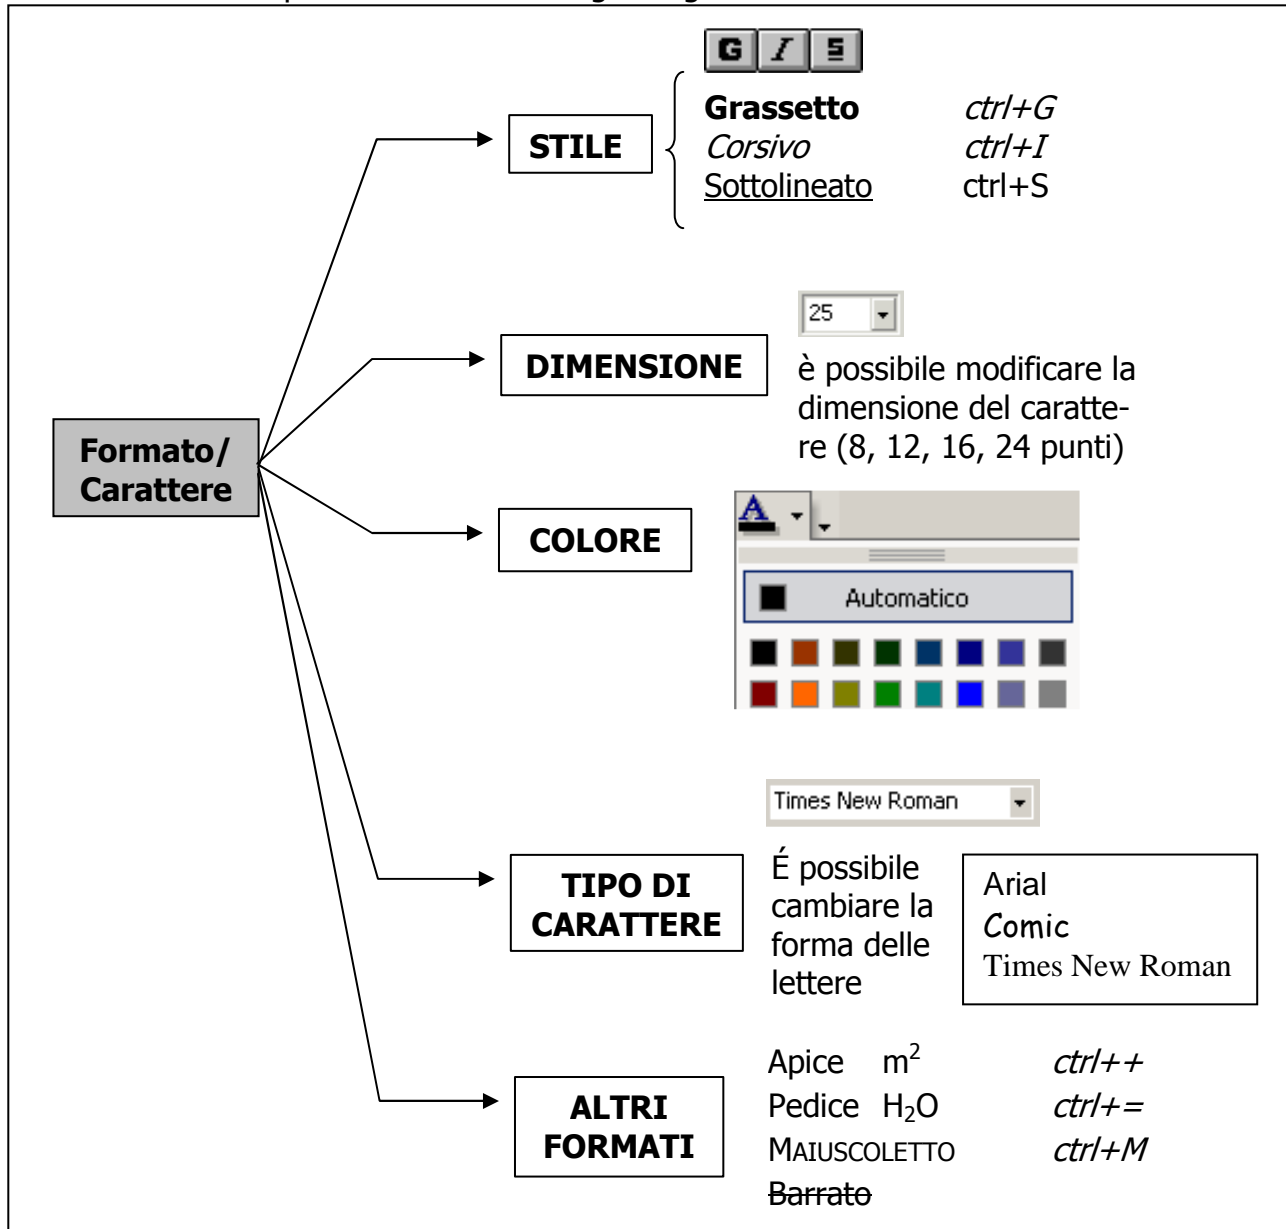 G I S
Grassetto ctrl+G
STILE Corsivo ctrl+I
Sottolineato ctrl+S
25
DIMENSIONE
è possibile modificare la
dimensione del caratte-
re (8, 12, 16, 24 punti)
Formato/
Carattere
COLORE
A
Automatico
Times New Roman
TIPO DI
CARATTERE
É possibile
cambiare la
forma delle
lettere
Arial
Comic
Times New Roman
ALTRI
FORMATI
Apice m² ctrl++
Pedice H₂O ctrl+=
MAIUSCOLETTO ctrl+M
Barrato